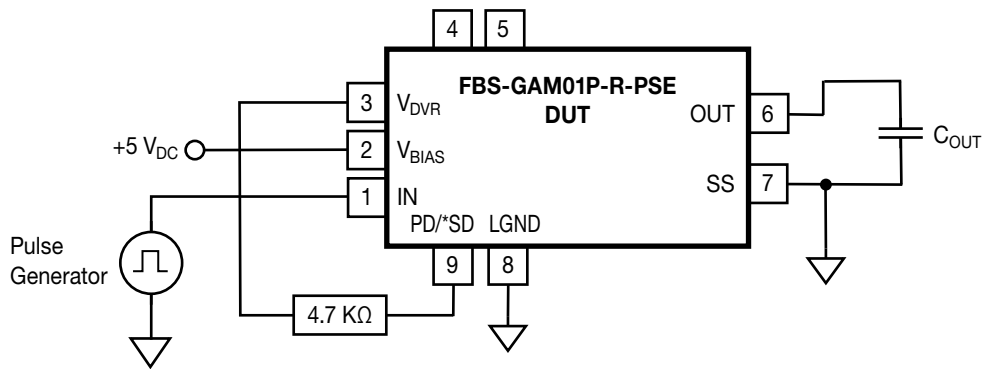 4 5
FBS-GAM01P-R-PSE
DUT
3 VDVR
OUT 6
+5 VDC
2 VBIAS
COUT
1 IN
SS 7
PD/*SD LGND
Pulse
Generator
9 8
4.7 KΩ